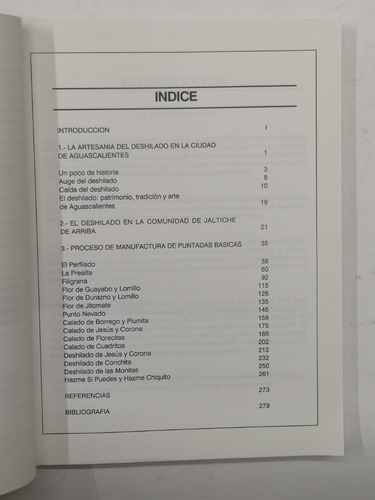 INDICE
INTRODUCCION I
1.- LA ARTESANIA DEL DESHILADO EN LA CIUDAD
DE AGUASCALIENTES 1
Un poco de historia 3
Auge del deshilado 8
Caída del deshilado 10
El deshilado: patrimonio, tradición y arte
de Aguascalientes 19
2.- EL DESHILADO EN LA COMUNIDAD DE JALTICHE
DE ARRIBA 21
3.- PROCESO DE MANUFACTURA DE PUNTADAS BASICAS 35
El Perfilado 38
La Presilla 60
Filigrana 92
Flor de Guayabo y Lomillo 115
Flor de Durazno y Lomillo 126
Flor de Jitomate 135
Punto Nevado 146
Calado de Borrego y Plumita 158
Calado de Jesús y Corona 175
Calado de Florecitas 186
Calado de Cuadritos 202
Deshilado de Jesús y Corona 212
Deshilado de Conchita 232
Deshilado de las Monitas 250
Hazme Si Puedes y Hazme Chiquito 261
REFERENCIAS 273
BIBLIOGRAFIA 279